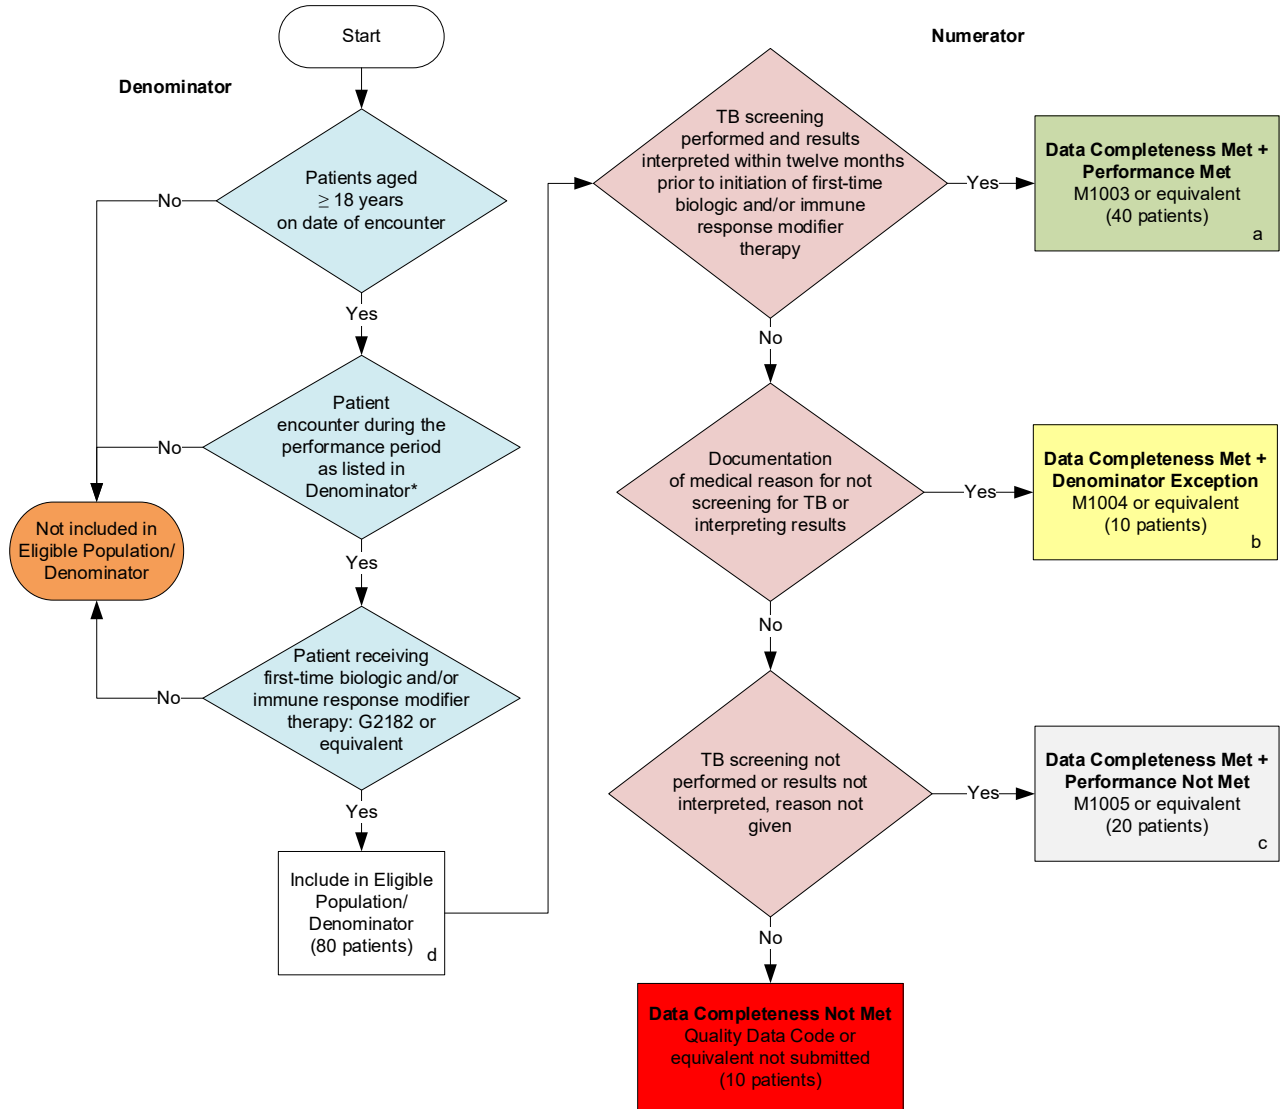 Start
Denominator
Patients aged
≥ 18 years
on date of encounter
No
Yes
Patient
encounter during the
performance period
as listed in
Denominator*
No
Yes
Not included in
Eligible Population/
Denominator
Patient receiving
first-time biologic and/or
immune response modifier
therapy: G2182 or
equivalent
No
Yes
Include in Eligible
Population/
Denominator
(80 patients)
d
Numerator
TB screening
performed and results
interpreted within twelve months
prior to initiation of first-time
biologic and/or immune
response modifier
therapy
Yes
Data Completeness Met +
Performance Met
M1003 or equivalent
(40 patients)
a
No
Documentation
of medical reason for not
screening for TB or
interpreting results
Yes
Data Completeness Met +
Denominator Exception
M1004 or equivalent
(10 patients)
b
No
TB screening not
performed or results not
interpreted, reason not
given
Yes
Data Completeness Met +
Performance Not Met
M1005 or equivalent
(20 patients)
c
No
Data Completeness Not Met
Quality Data Code or
equivalent not submitted
(10 patients)